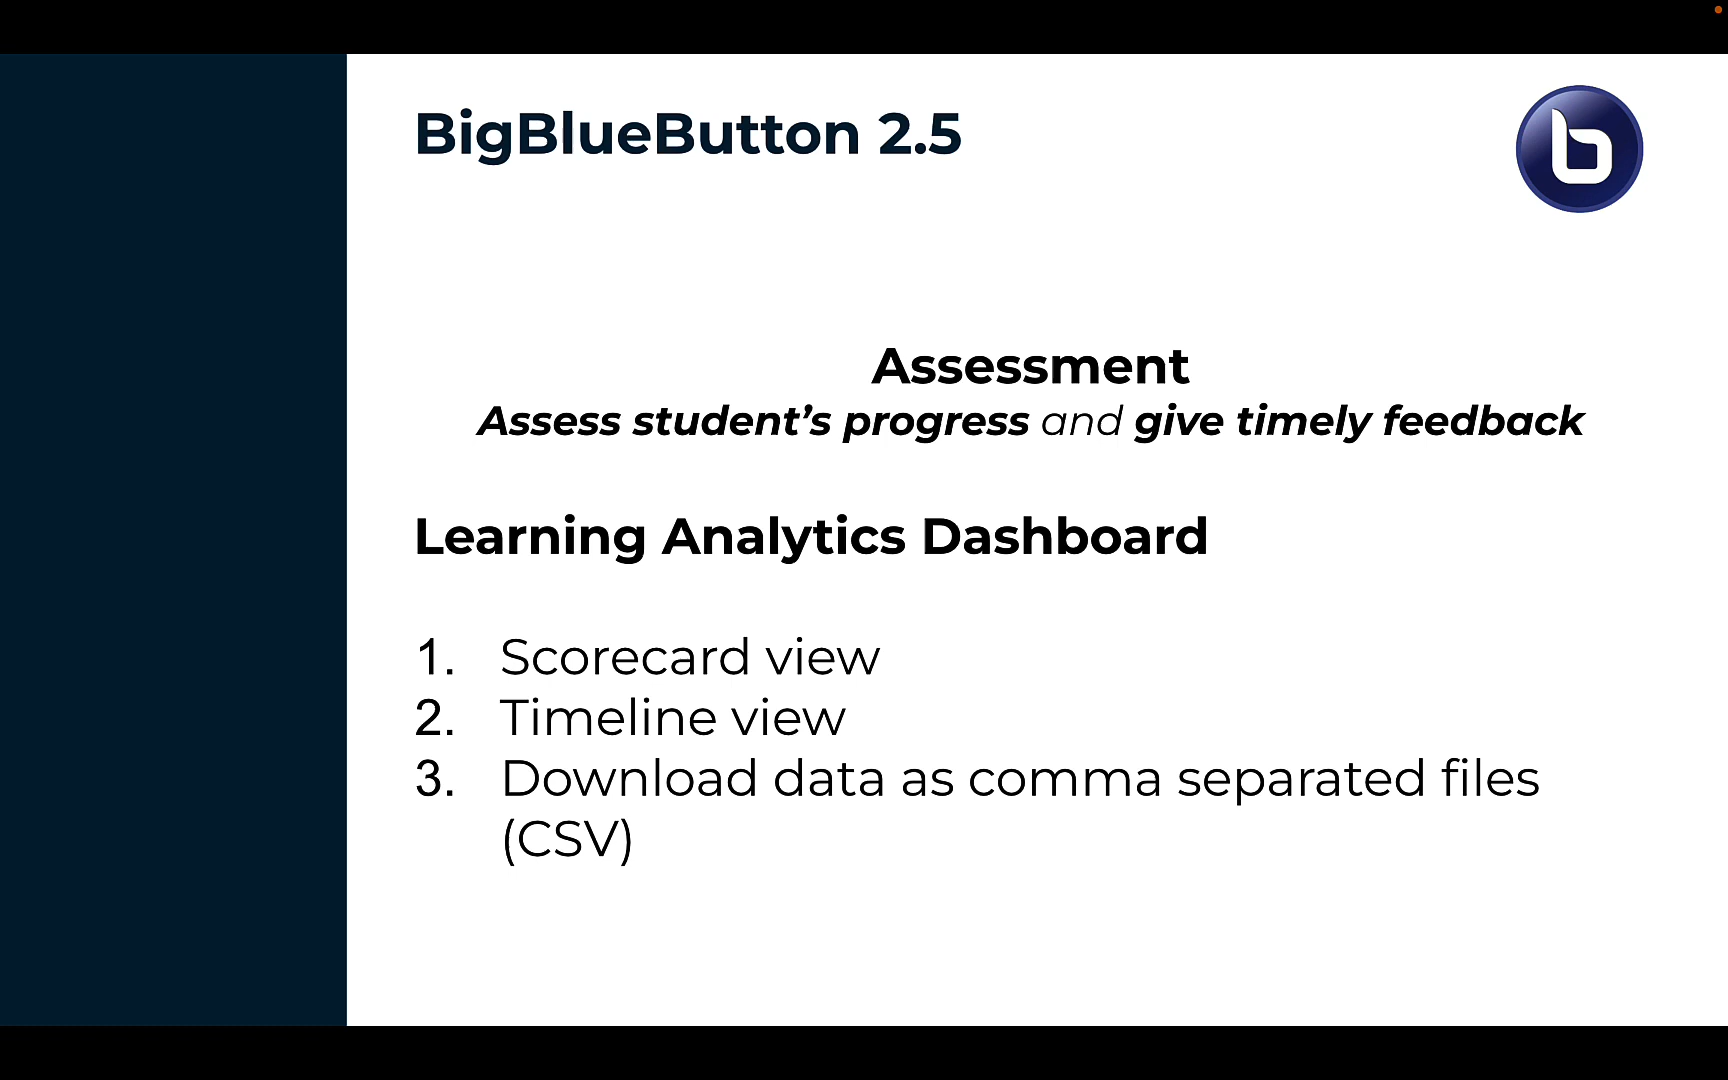 BigBlueButton 2.5
Assessment
Assess student’s progress and give timely feedback
Learning Analytics Dashboard
1. Scorecard view
2. Timeline view
3. Download data as comma separated files
(CSV)